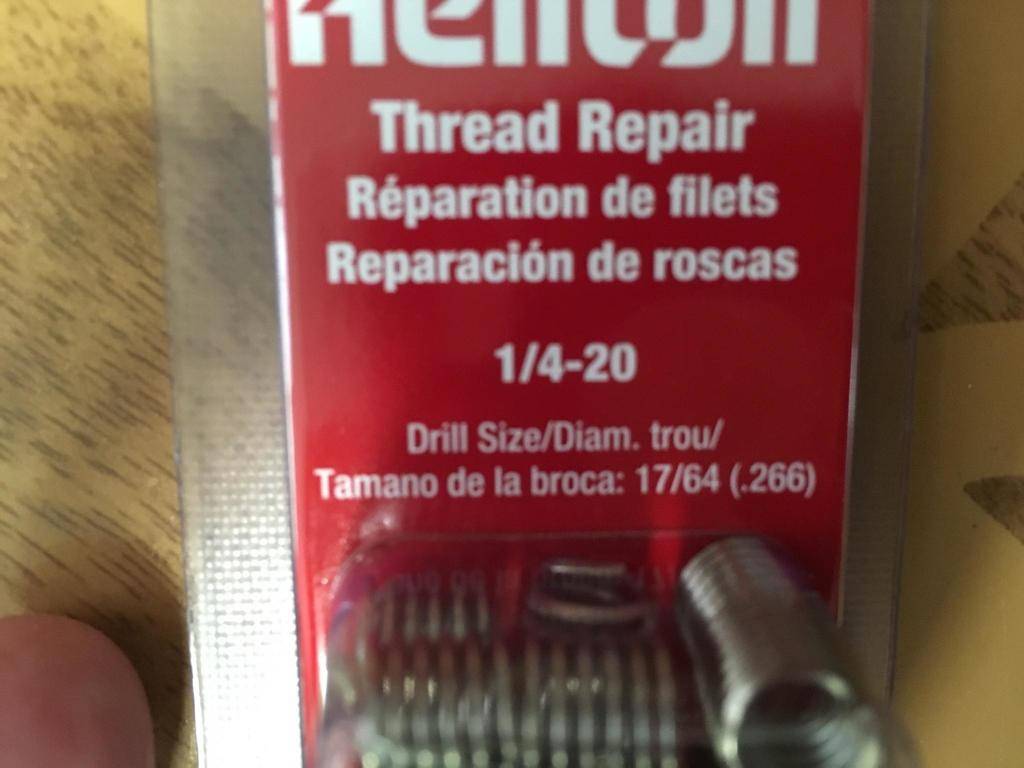 Thread Repair
Réparation de filets
Reparación de roscas
1/4-20
Drill Size/Diam. trou/
Tamano de la broca: 17/64 (.266)